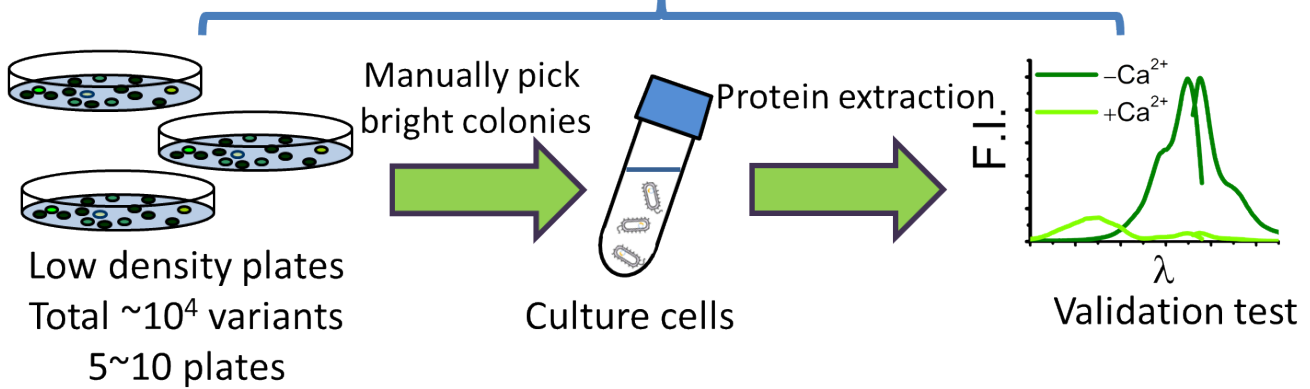 Manually pick
bright colonies
Protein extraction
−Ca²⁺
+Ca²⁺
F.I.
λ
Low density plates
Total ~10⁴ variants
5~10 plates
Culture cells
Validation test